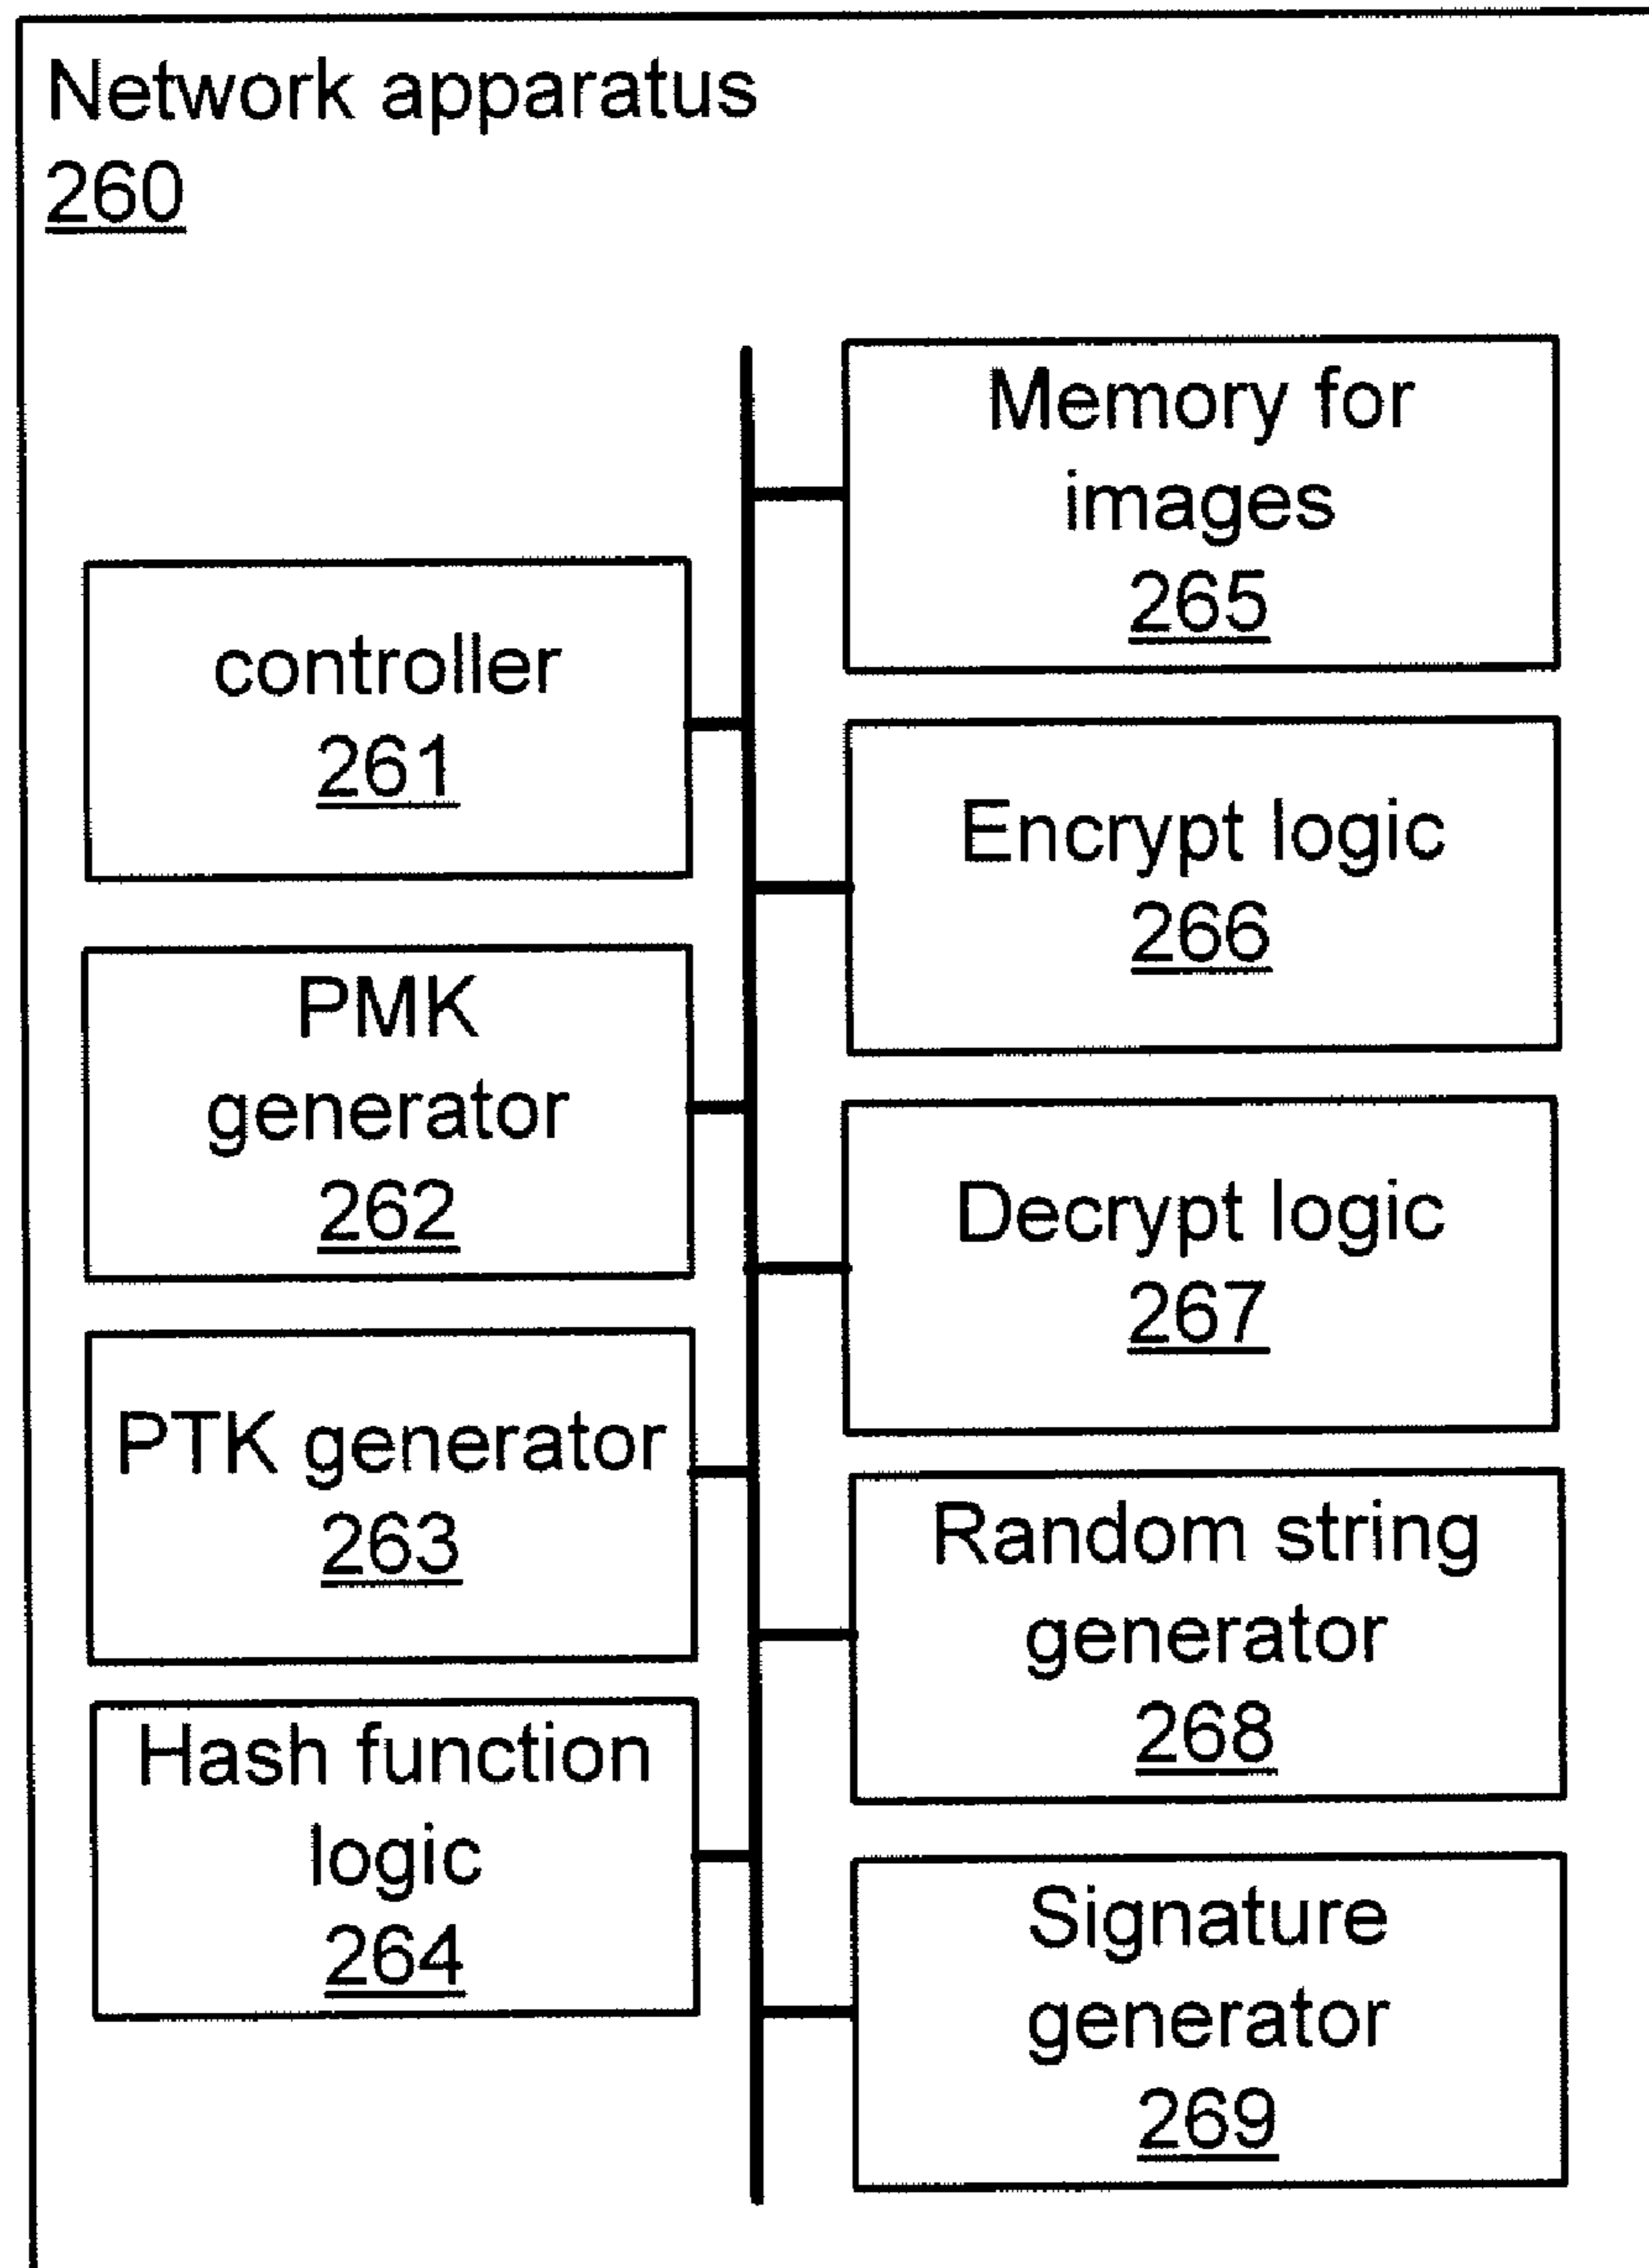 Network apparatus
260
controller
261
PMK
generator
262
PTK generator
263
Hash function
logic
264
Memory for
images
265
Encrypt logic
266
Decrypt logic
267
Random string
generator
268
Signature
generator
269